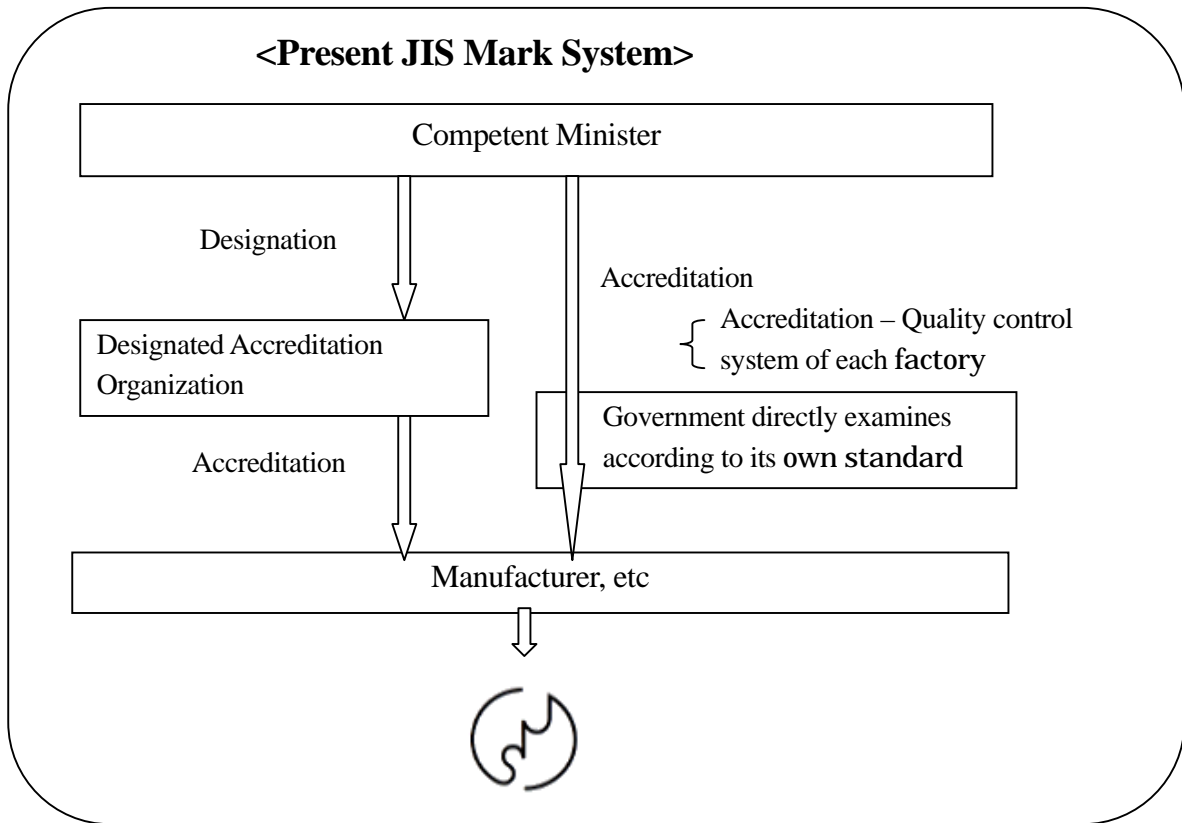 <Present JIS Mark System>
Competent Minister
Designation
Accreditation
Accreditation – Quality control
system of each factory
Designated Accreditation
Organization
Government directly examines
according to its own standard
Accreditation
Manufacturer, etc